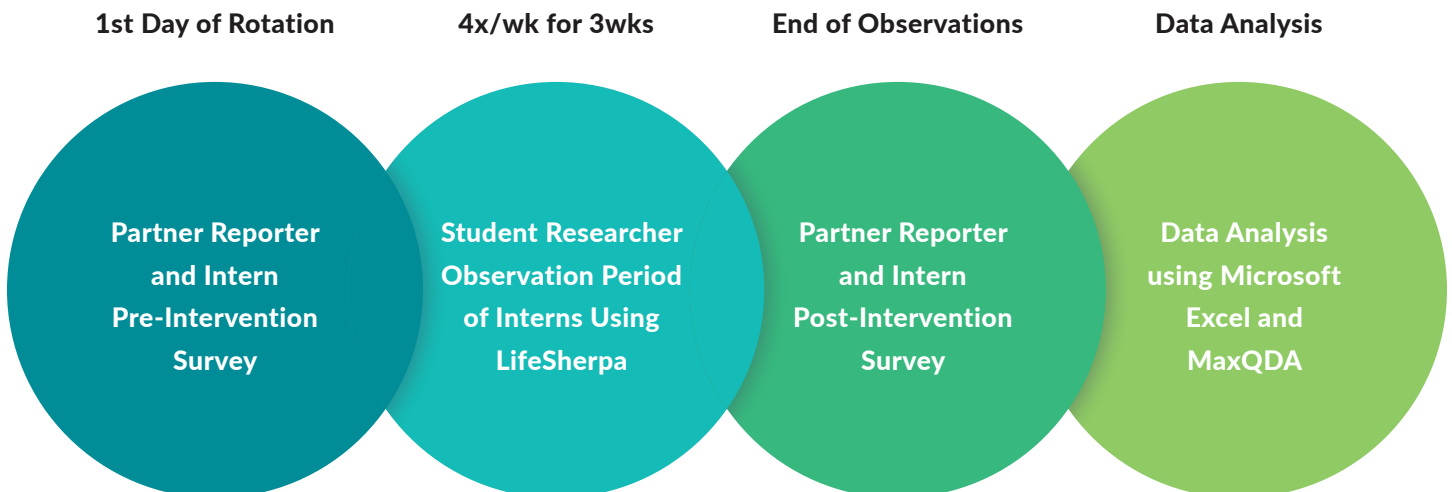 1st Day of Rotation
4x/wk for 3wks
End of Observations
Data Analysis
Partner Reporter
and Intern
Pre-Intervention
Survey
Student Researcher
Observation Period
of Interns Using
LifeSherpa
Partner Reporter
and Intern
Post-Intervention
Survey
Data Analysis
using Microsoft
Excel and
MaxQDA